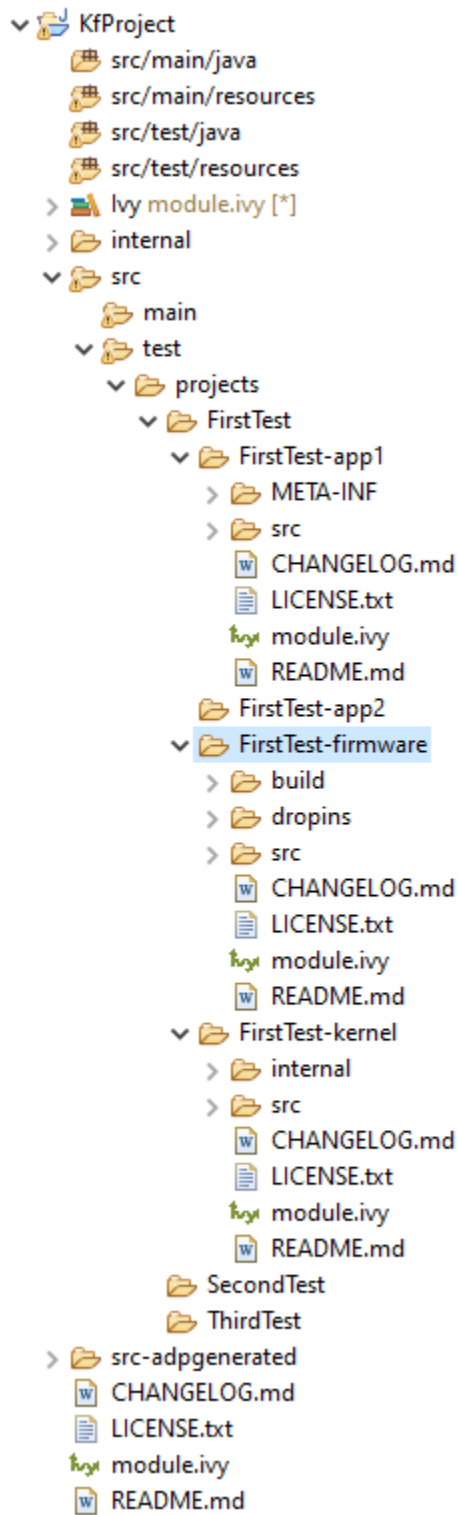 KfProject
src/main/java
src/main/resources
src/test/java
src/test/resources
Ivy module.ivy [*]
internal
src
main
test
projects
FirstTest
FirstTest-app1
META-INF
src
CHANGELOG.md
LICENSE.txt
module.ivy
README.md
FirstTest-app2
FirstTest-firmware
build
dropins
src
CHANGELOG.md
LICENSE.txt
module.ivy
README.md
FirstTest-kernel
internal
src
CHANGELOG.md
LICENSE.txt
module.ivy
README.md
SecondTest
ThirdTest
src-adpgenerated
CHANGELOG.md
LICENSE.txt
module.ivy
README.md